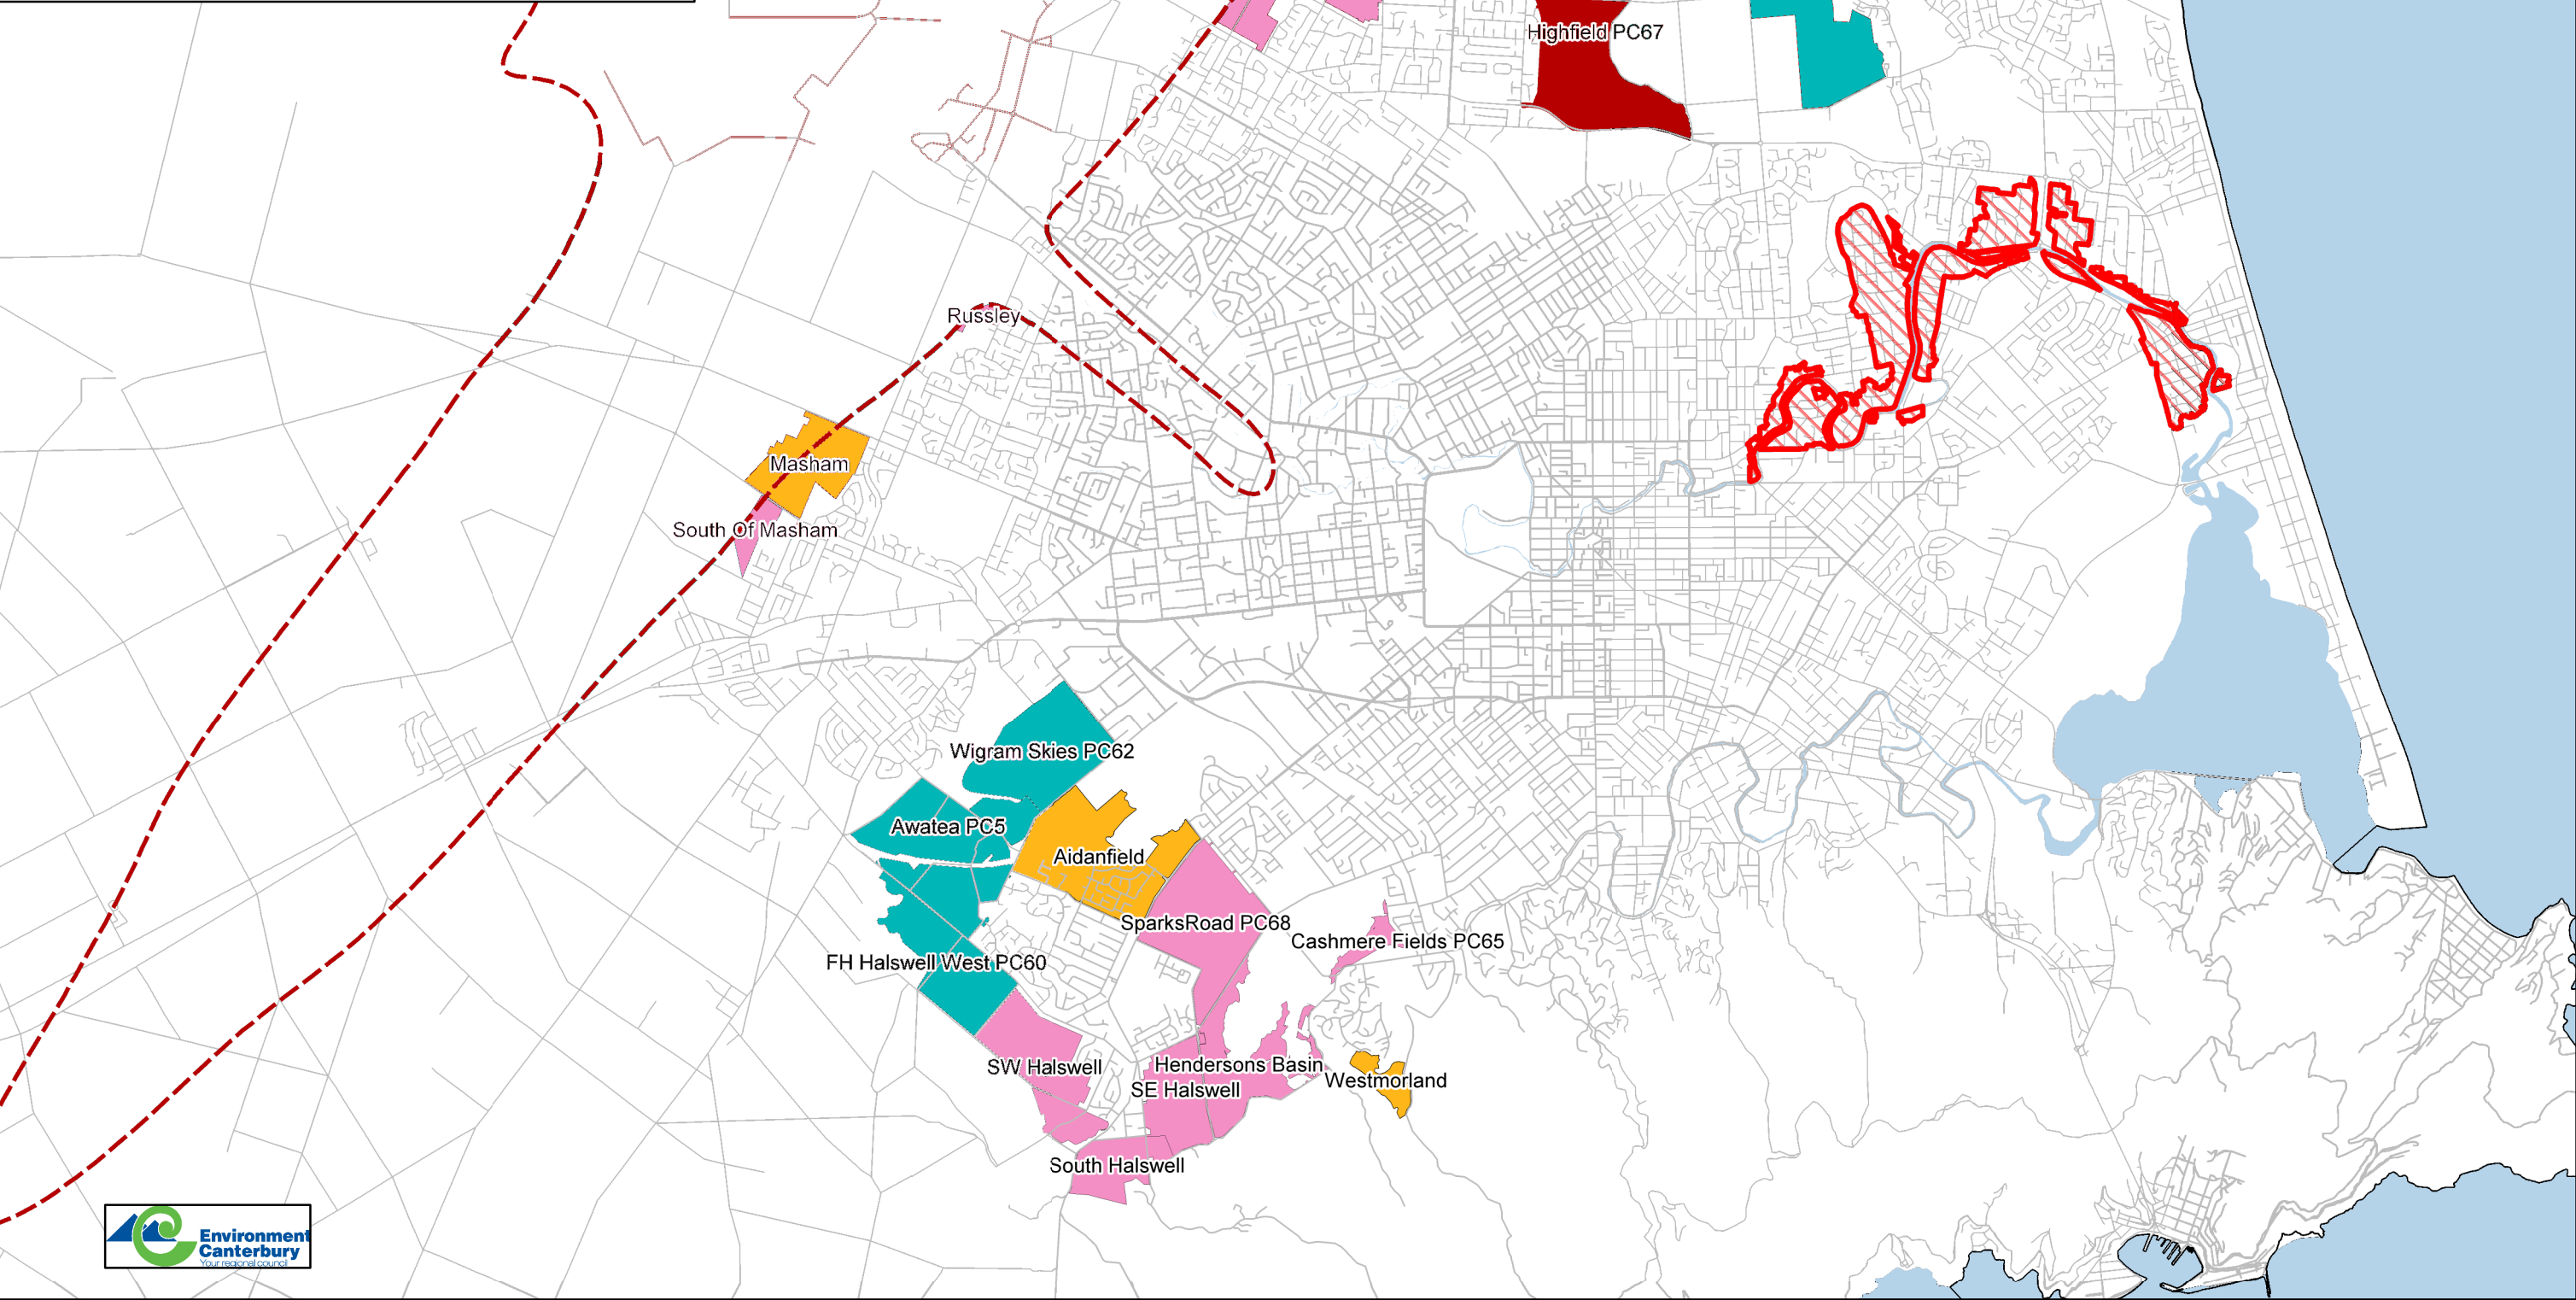 Highfield PC67
Russley
Masham
South Of Masham
Wigram Skies PC62
Awatea PC5
Aidanfield
SparksRoad PC68
Cashmere Fields PC65
FH Halswell West PC60
SW Halswell
Hendersons Basin
SE Halswell
Westmorland
South Halswell
Environment
Canterbury
Your regional council